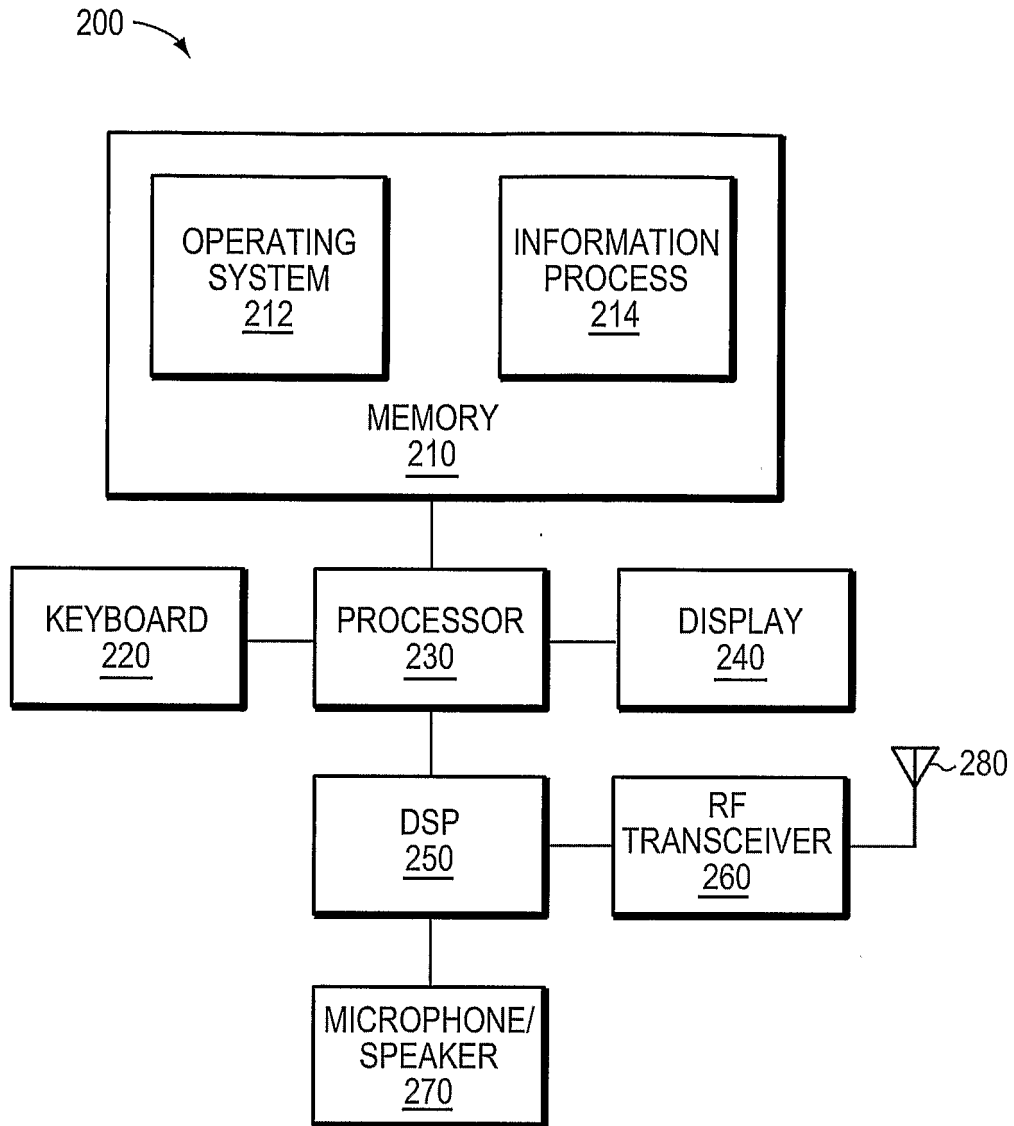 200
OPERATING
SYSTEM
212
INFORMATION
PROCESS
214
MEMORY
210
KEYBOARD
220
PROCESSOR
230
DISPLAY
240
DSP
250
RF
TRANSCEIVER
260
280
MICROPHONE/
SPEAKER
270